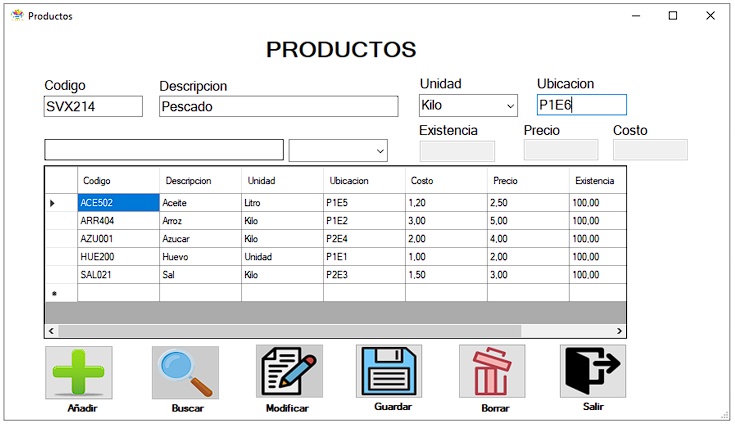 Productos
PRODUCTOS
Codigo Descripcion Unidad Ubicacion
SVX214 Pescado Kilo P1E6
Existencia Precio Costo
Codigo Descripcion Unidad Ubicacion Costo Precio Existencia
ACE502 Aceite Litro P1E5 1,20 2,50 100,00
ARR404 Arroz Kilo P1E2 3,00 5,00 100,00
AZU001 Azucar Kilo P2E4 2,00 4,00 100,00
HUE200 Huevo Unidad P1E1 1,00 2,00 100,00
SAL021 Sal Kilo P2E3 1,50 3,00 100,00
Añadir Buscar Modificar Guardar Borrar Salir